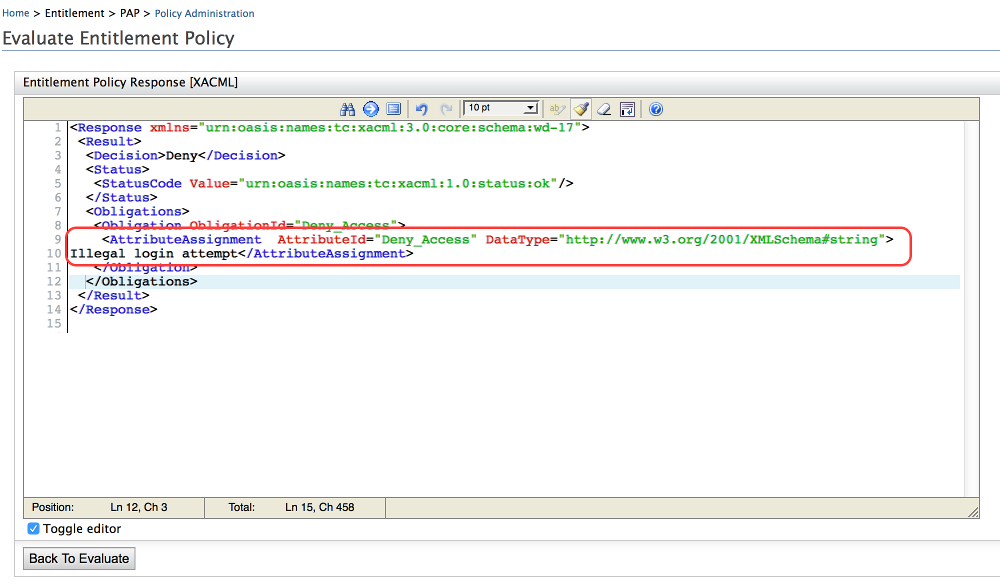 Home > Entitlement > PAP > Policy Administration
Evaluate Entitlement Policy
Entitlement Policy Response [XACML]
10 pt
ab
1 <Response xmlns="urn:oasis:names:tc:xacml:3.0:core:schema:wd-17">
2 <Result>
3 <Decision>Deny</Decision>
4 <Status>
5 <StatusCode Value="urn:oasis:names:tc:xacml:1.0:status:ok"/>
6 </Status>
7 <Obligations>
8 <Obligation ObligationId="Deny_Access">
9 <AttributeAssignment  AttributeId="Deny_Access" DataType="http://www.w3.org/2001/XMLSchema#string">
10 Illegal login attempt</AttributeAssignment>
11 </Obligation>
12 </Obligations>
13 </Result>
14 </Response>
15
Position: Ln 12, Ch 3 Total: Ln 15, Ch 458
Toggle editor
Back To Evaluate